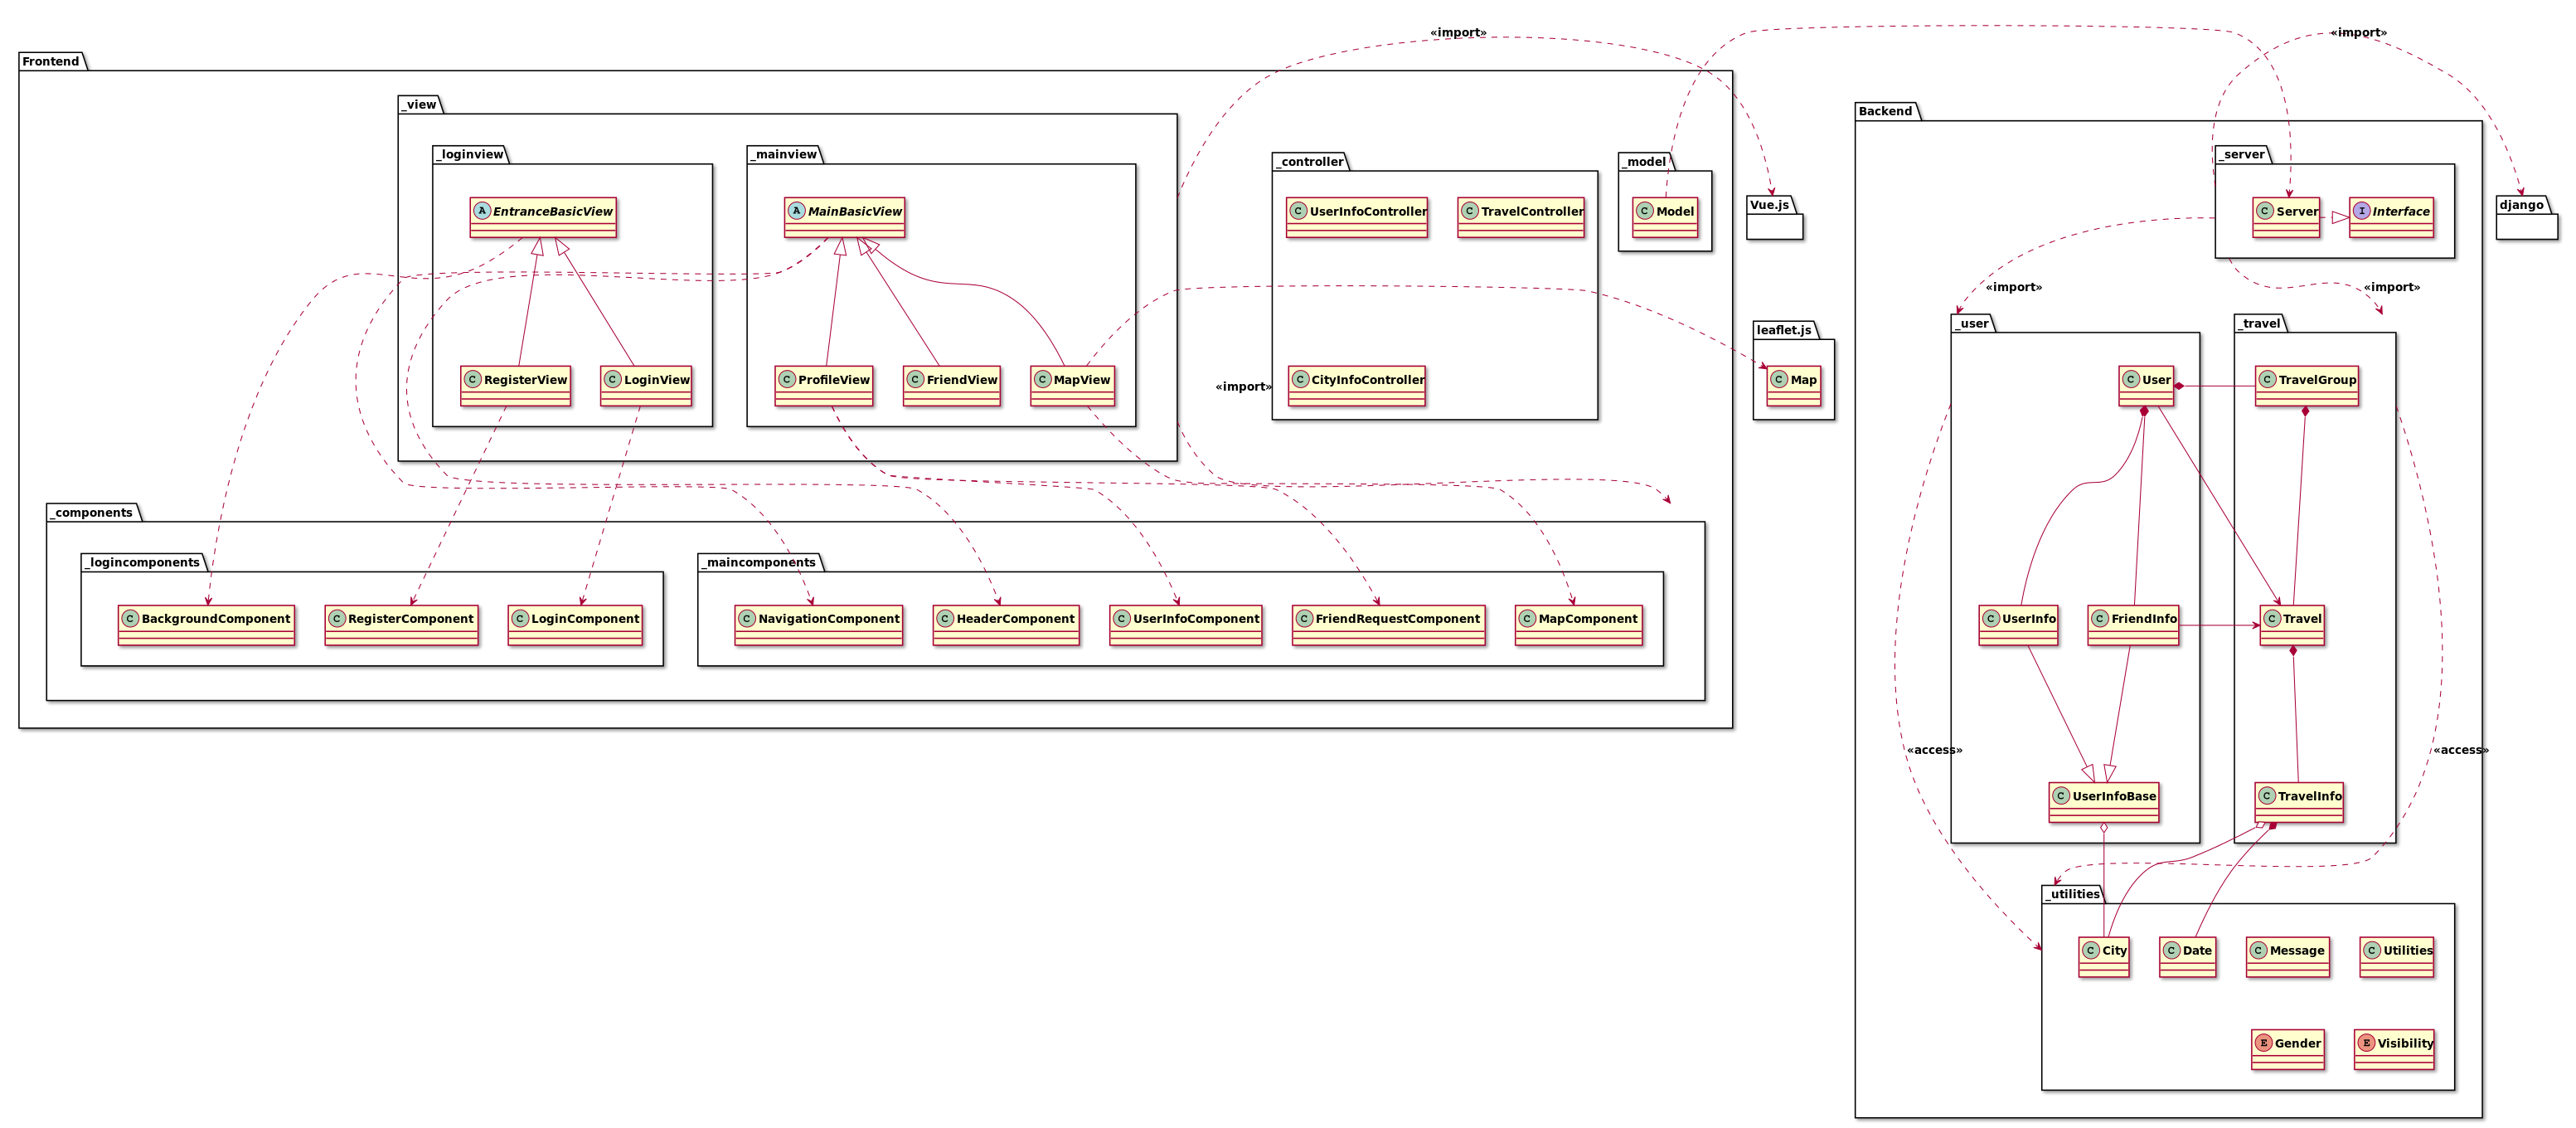 «import»
«import»
Frontend
_view
Backend
_loginview
_mainview
_controller
_model
_server
Vue.js
django
A EntranceBasicView
A MainBasicView
C UserInfoController
C TravelController
C Model
C Server
I Interface
«import»
«import»
_user
_travel
leaflet.js
C RegisterView
C LoginView
C ProfileView
C FriendView
C MapView
«import»
C CityInfoController
C Map
C User
C TravelGroup
_components
_logincomponents
_maincomponents
C BackgroundComponent
C RegisterComponent
C LoginComponent
C NavigationComponent
C HeaderComponent
C UserInfoComponent
C FriendRequestComponent
C MapComponent
C UserInfo
C FriendInfo
C Travel
«access»
«access»
C UserInfoBase
C TravelInfo
_utilities
C City
C Date
C Message
C Utilities
E Gender
E Visibility